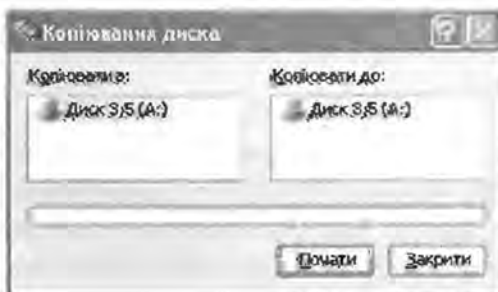 Копіювання диска
Копіювати з:
Копіювати до:
Диск 3,5 (A:)
Диск 3,5 (A:)
Почати
Закрити